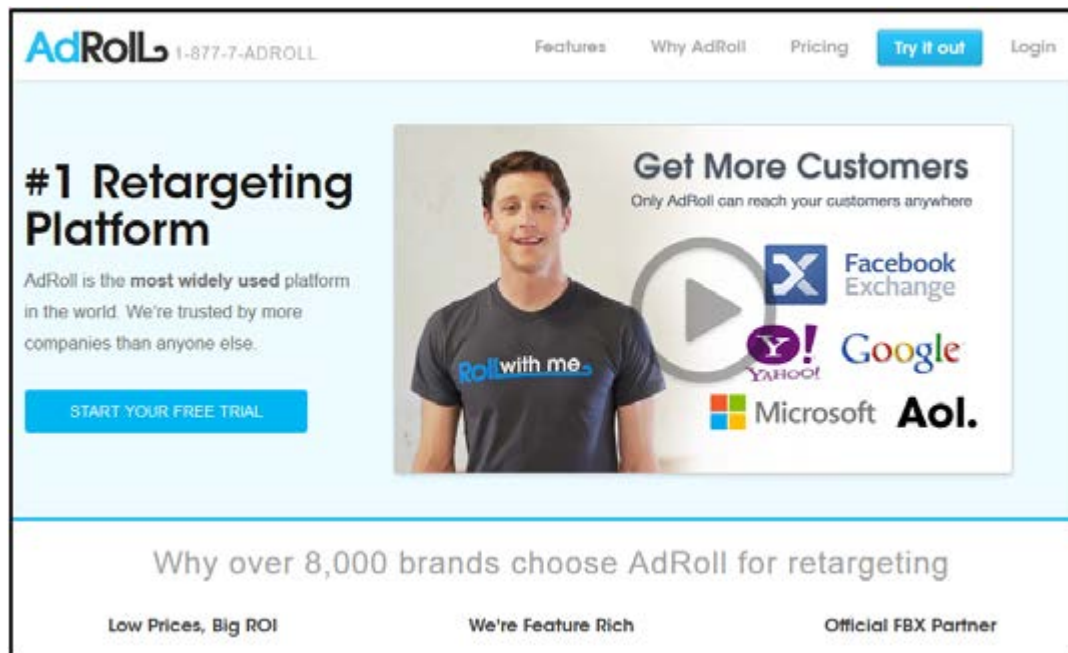 AdRoll 1-877-7-ADROLL Features Why AdRoll Pricing Try it out Login
#1 Retargeting
Platform
AdRoll is the most widely used platform
in the world. We're trusted by more
companies than anyone else.
START YOUR FREE TRIAL
Roll with me
Get More Customers
Only AdRoll can reach your customers anywhere
Facebook
Exchange
Y!
YAHOO!
Google
Microsoft
Aol.
Why over 8,000 brands choose AdRoll for retargeting
Low Prices, Big ROI We're Feature Rich Official FBX Partner